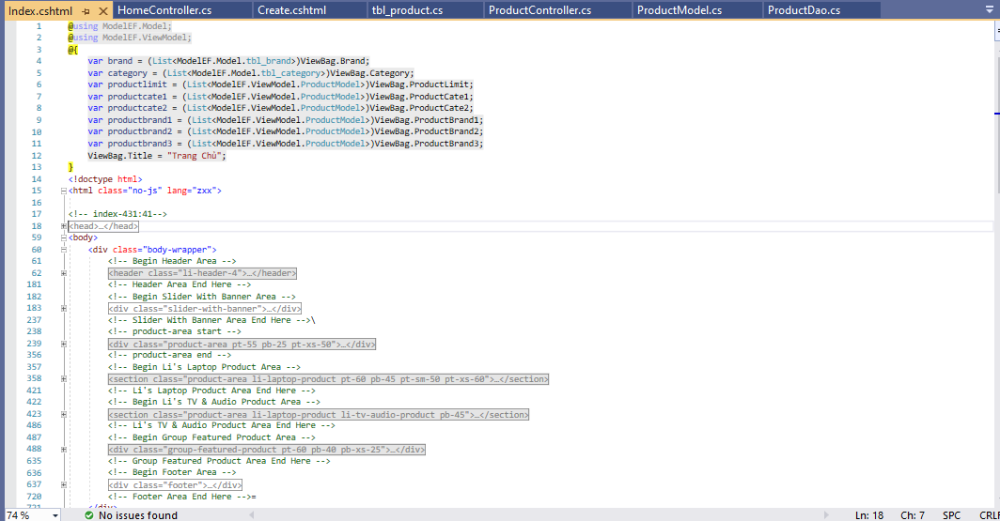 Index.cshtml HomeController.cs Create.cshtml tbl_product.cs ProductController.cs ProductModel.cs ProductDao.cs
1 @using ModelEF.Model;
2 @using ModelEF.ViewModel;
3 @{
4 var brand = (List<ModelEF.Model.tbl_brand>)ViewBag.Brand;
5 var category = (List<ModelEF.Model.tbl_category>)ViewBag.Category;
6 var productlimit = (List<ModelEF.ViewModel.ProductModel>)ViewBag.ProductLimit;
7 var productcate1 = (List<ModelEF.ViewModel.ProductModel>)ViewBag.ProductCate1;
8 var productcate2 = (List<ModelEF.ViewModel.ProductModel>)ViewBag.ProductCate2;
9 var productbrand1 = (List<ModelEF.ViewModel.ProductModel>)ViewBag.ProductBrand1;
10 var productbrand2 = (List<ModelEF.ViewModel.ProductModel>)ViewBag.ProductBrand2;
11 var productbrand3 = (List<ModelEF.ViewModel.ProductModel>)ViewBag.ProductBrand3;
12 ViewBag.Title = "Trang Chủ";
13 }
14 <!doctype html>
15 <html class="no-js" lang="zxx">
16
17 <!-- index-431:41-->
18 <head>…</head>
59 <body>
60 <div class="body-wrapper">
61 <!-- Begin Header Area -->
62 <header class="li-header-4">…</header>
181 <!-- Header Area End Here -->
182 <!-- Begin Slider With Banner Area -->
183 <div class="slider-with-banner">…</div>
237 <!-- Slider With Banner Area End Here -->\
238 <!-- product-area start -->
239 <div class="product-area pt-55 pb-25 pt-xs-50">…</div>
356 <!-- product-area end -->
357 <!-- Begin Li's Laptop Product Area -->
358 <section class="product-area li-laptop-product pt-60 pb-45 pt-sm-50 pt-xs-60">…</section>
421 <!-- Li's Laptop Product Area End Here -->
422 <!-- Begin Li's TV & Audio Product Area -->
423 <section class="product-area li-laptop-product li-tv-audio-product pb-45">…</section>
486 <!-- Li's TV & Audio Product Area End Here -->
487 <!-- Begin Group Featured Product Area -->
488 <div class="group-featured-product pt-60 pb-40 pb-xs-25">…</div>
635 <!-- Group Featured Product Area End Here -->
636 <!-- Begin Footer Area -->
637 <div class="footer">…</div>
720 <!-- Footer Area End Here -->=
721 </div>
74 % No issues found Ln: 18 Ch: 7 SPC CRL